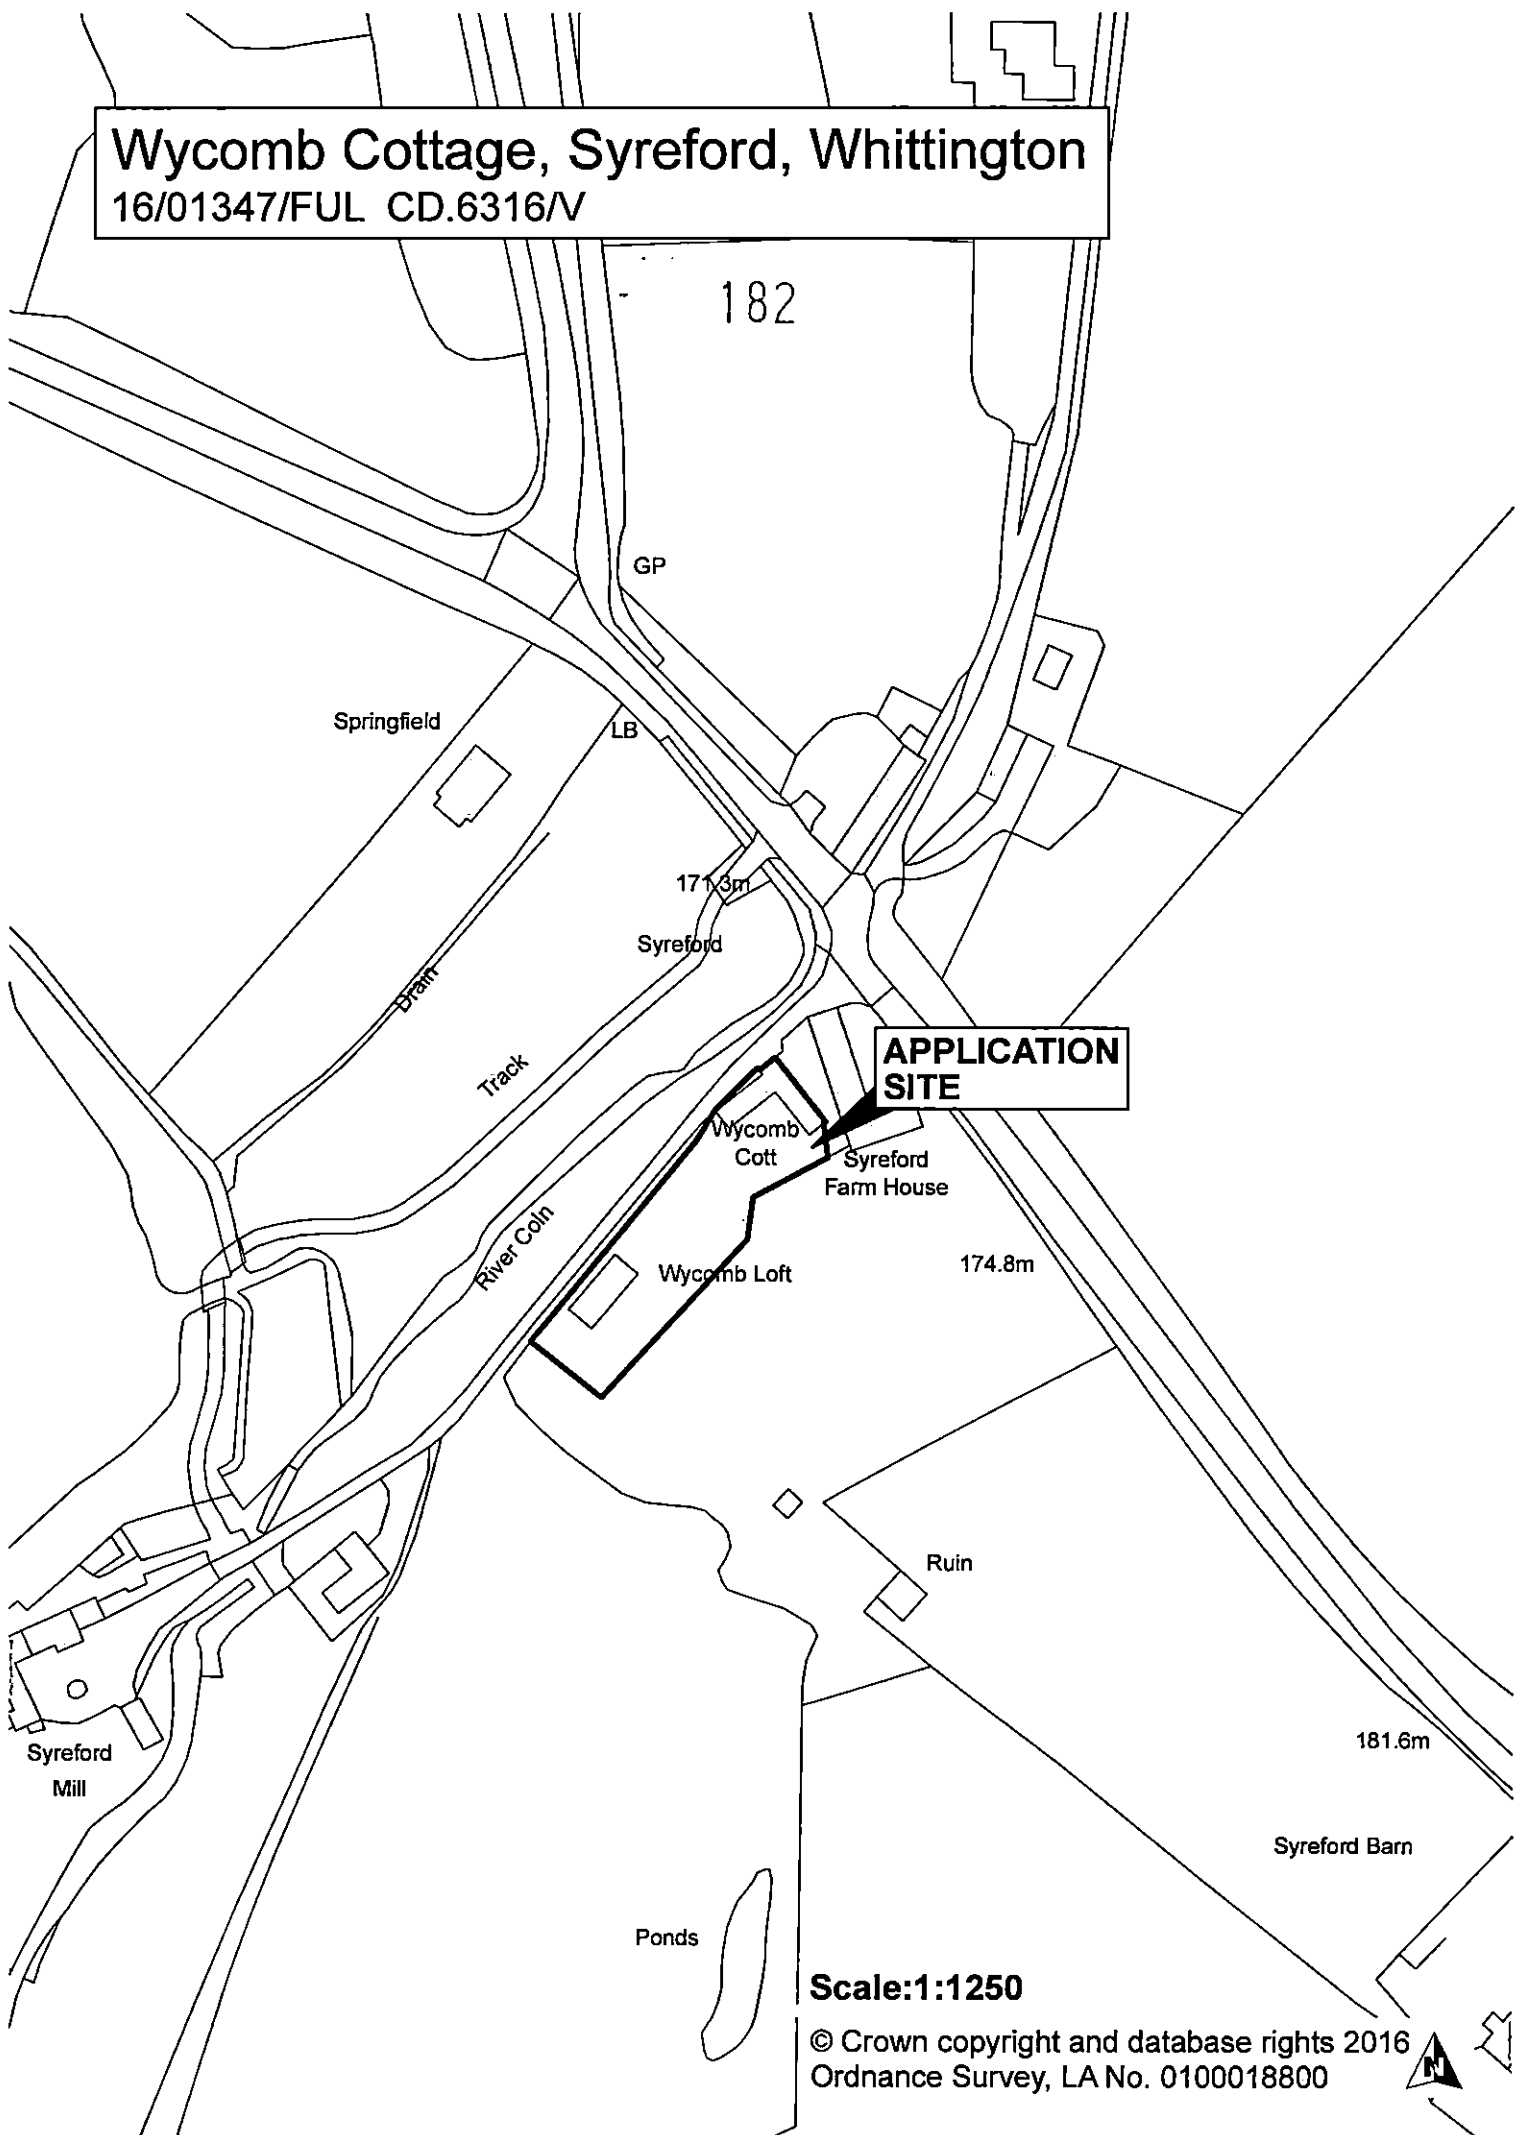 Wycomb Cottage, Syreford, Whittington
16/01347/FUL CD.6316/V
182
GP
Springfield
LB
171.3m
Syreford
Drain
Track
APPLICATION
SITE
Wycomb
Cott
Syreford
Farm House
River Coln
Wycomb Loft
174.8m
Ruin
Syreford
Mill
181.6m
Syreford Barn
Ponds
Scale:1:1250
© Crown copyright and database rights 2016
Ordnance Survey, LA No. 0100018800
N